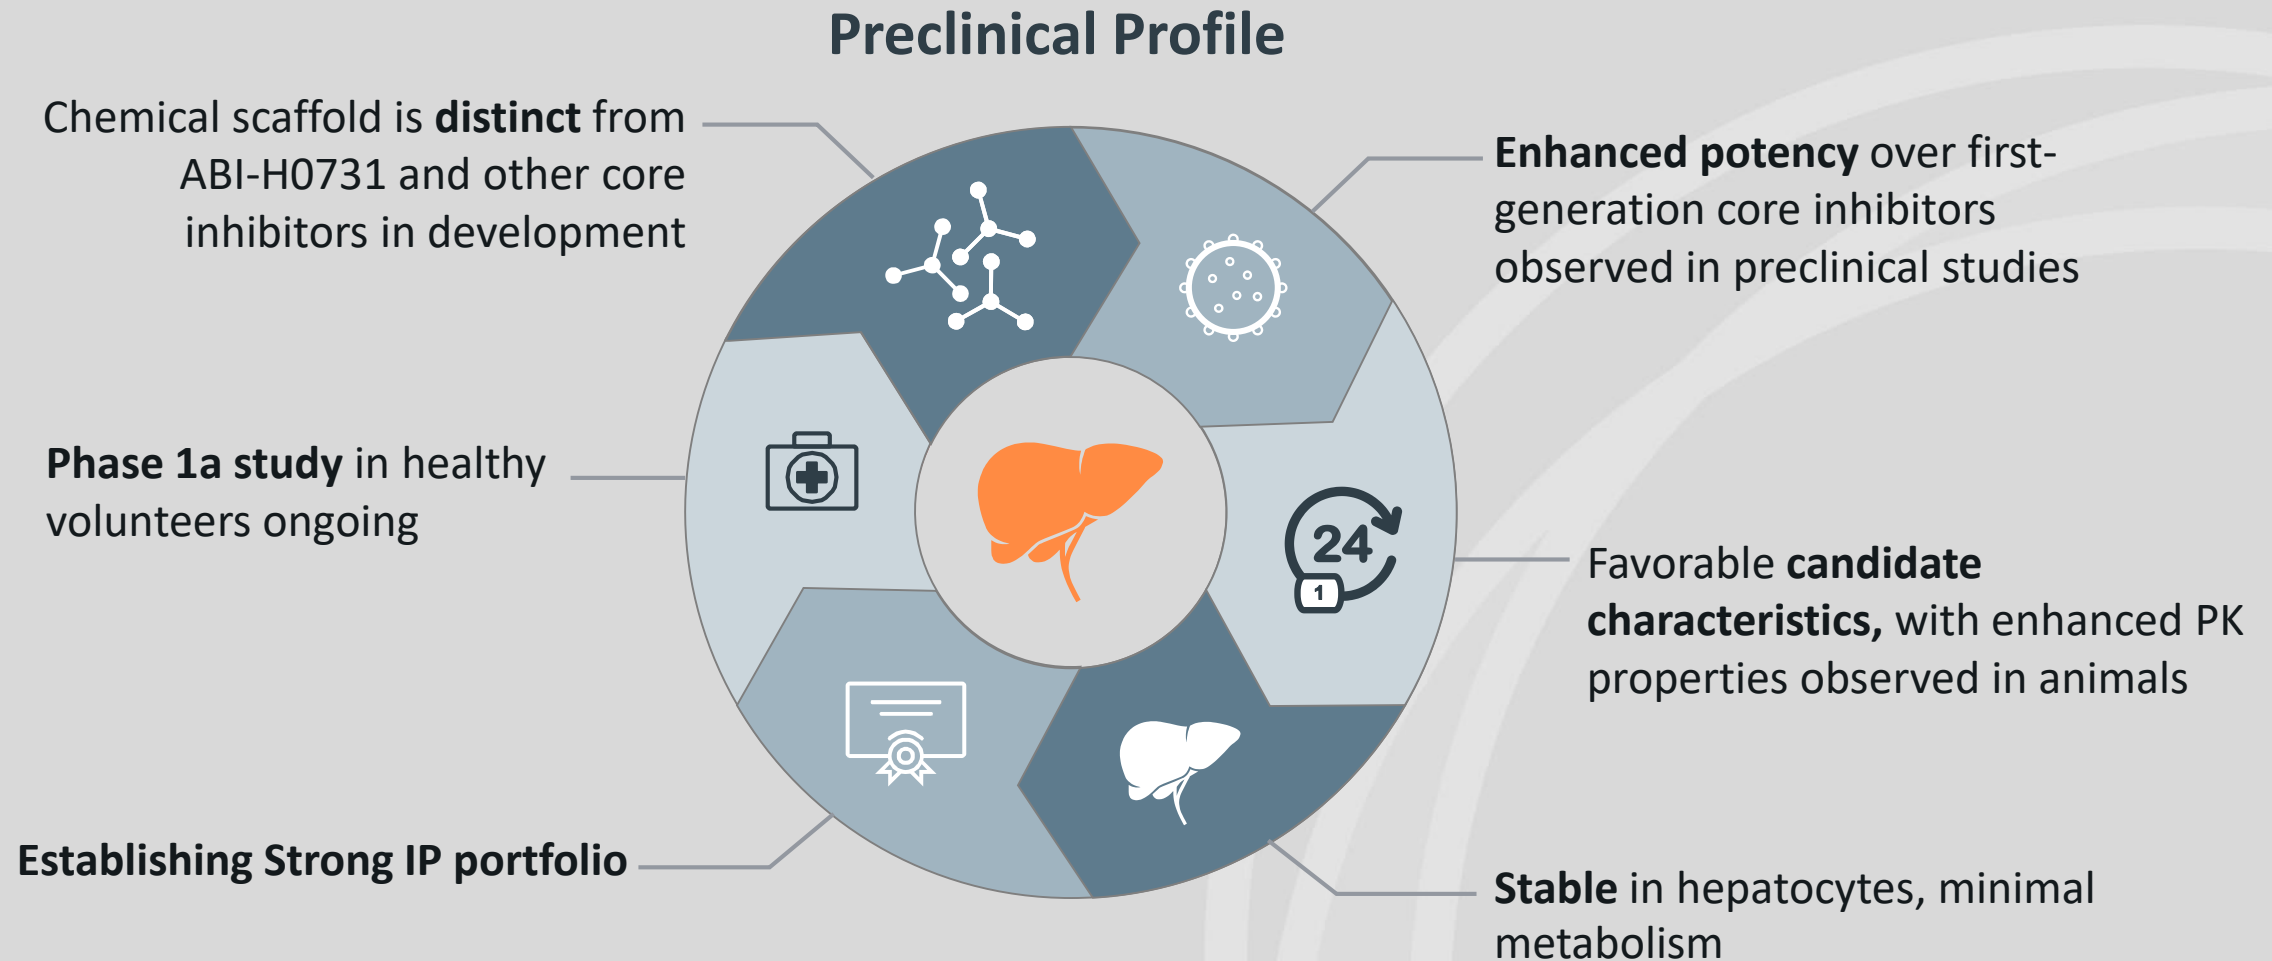 Preclinical Profile
Chemical scaffold is distinct from
ABI-H0731 and other core
inhibitors in development
Enhanced potency over first-
generation core inhibitors
observed in preclinical studies
Phase 1a study in healthy
volunteers ongoing
24
1
Favorable candidate
characteristics, with enhanced PK
properties observed in animals
Establishing Strong IP portfolio
Stable in hepatocytes, minimal
metabolism